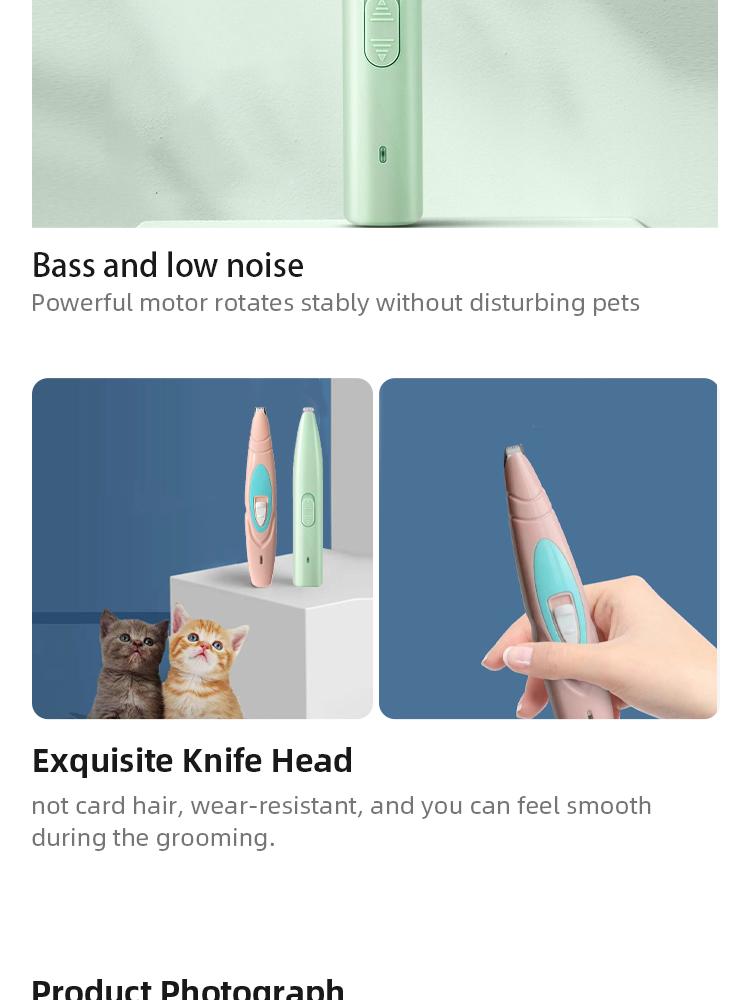 Bass and low noise
Powerful motor rotates stably without disturbing pets
Exquisite Knife Head
not card hair, wear-resistant, and you can feel smooth
during the grooming.
Product Photograph